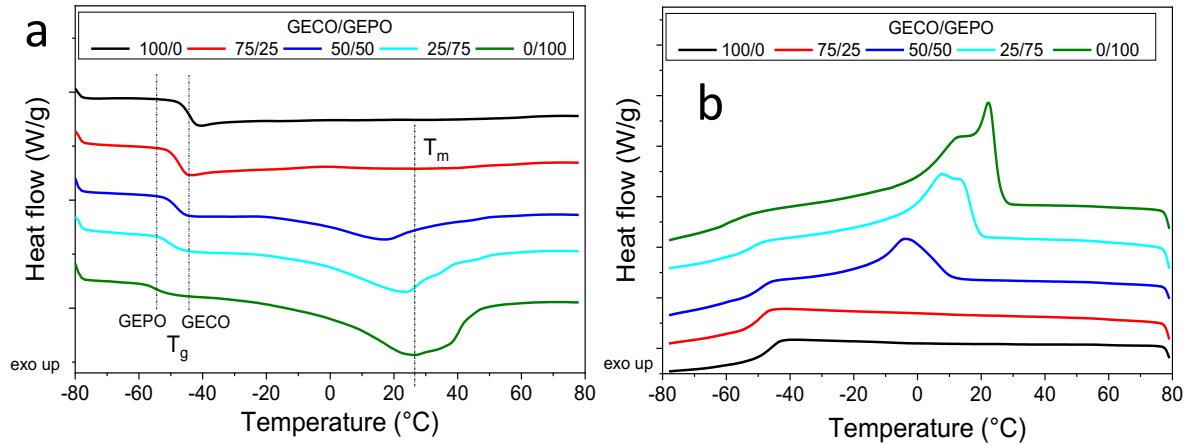 a
GECO/GEPO
100/0 75/25 50/50 25/75 0/100
Heat flow (W/g)
Tm
GEPO GECO
Tg
exo up
-80 -60 -40 -20 0 20 40 60 80
Temperature (°C)
b
GECO/GEPO
100/0 75/25 50/50 25/75 0/100
Heat flow (W/g)
exo up
-80 -60 -40 -20 0 20 40 60 80
Temperature (°C)